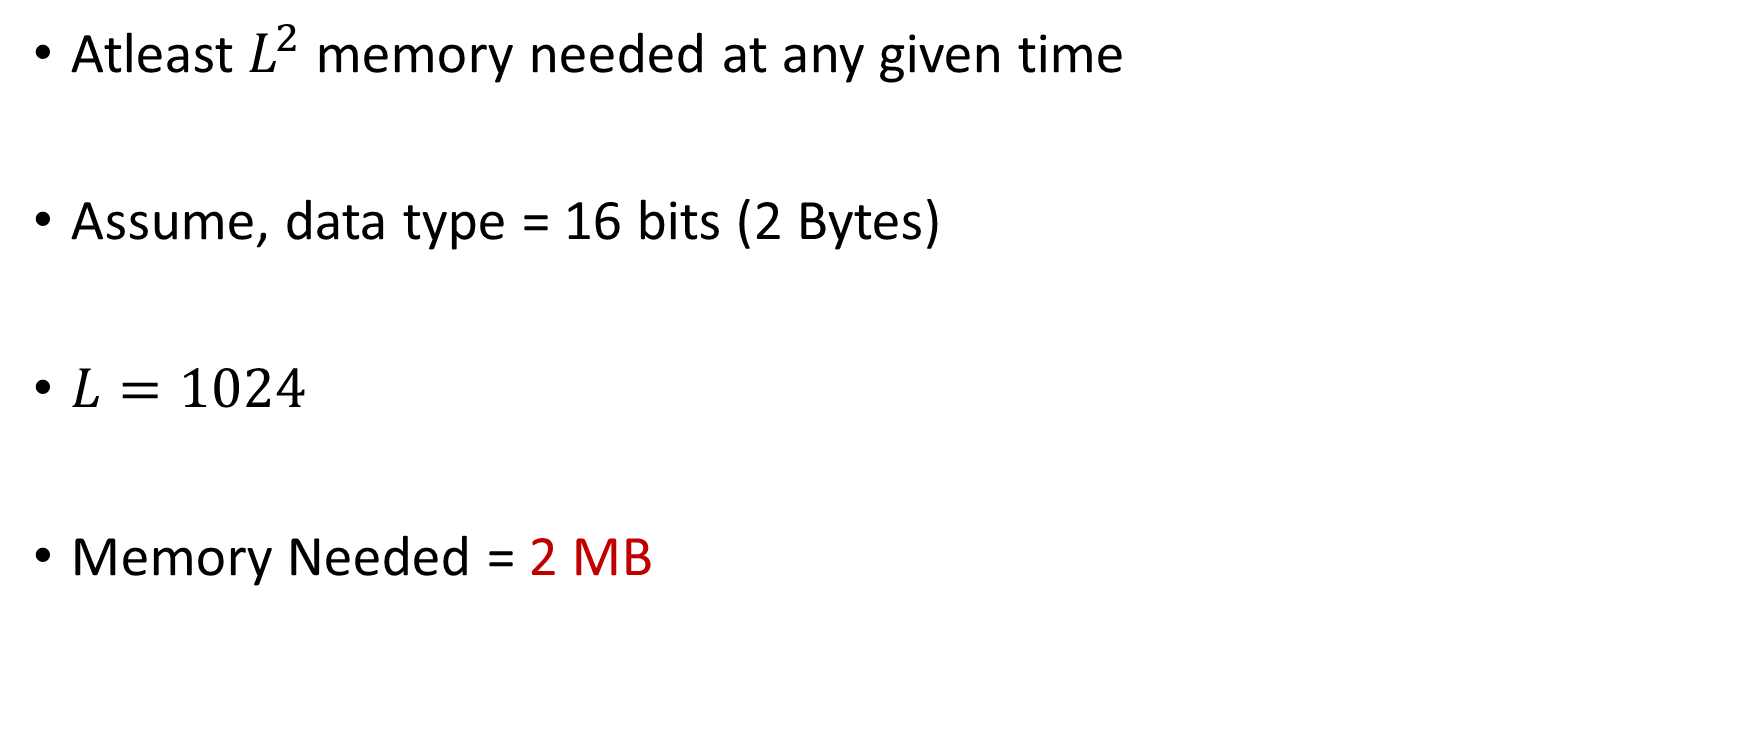 • Atleast L² memory needed at any given time
• Assume, data type = 16 bits (2 Bytes)
• L = 1024
• Memory Needed = 2 MB